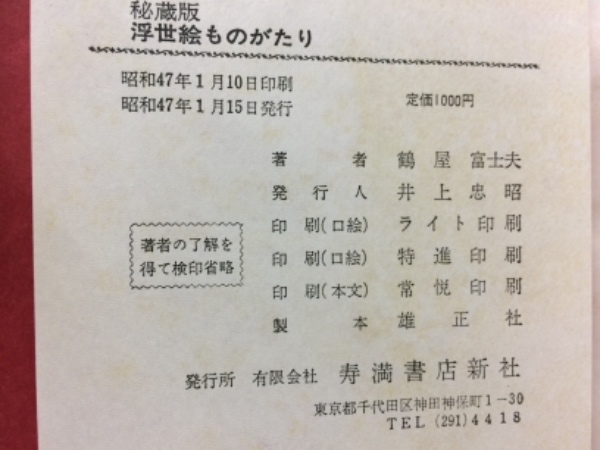 秘蔵版
浮世絵ものがたり
昭和47年1月10日印刷
昭和47年1月15日発行
定価1000円
著者 鶴屋富士夫
発行人 井上忠昭
印刷(口絵) ライト印刷
印刷(口絵) 特進印刷
印刷(本文) 常悦印刷
製本 雄正社
著者の了解を
得て検印省略
発行所 有限会社 寿満書店新社
東京都千代田区神田神保町1-30
TEL (291) 4418